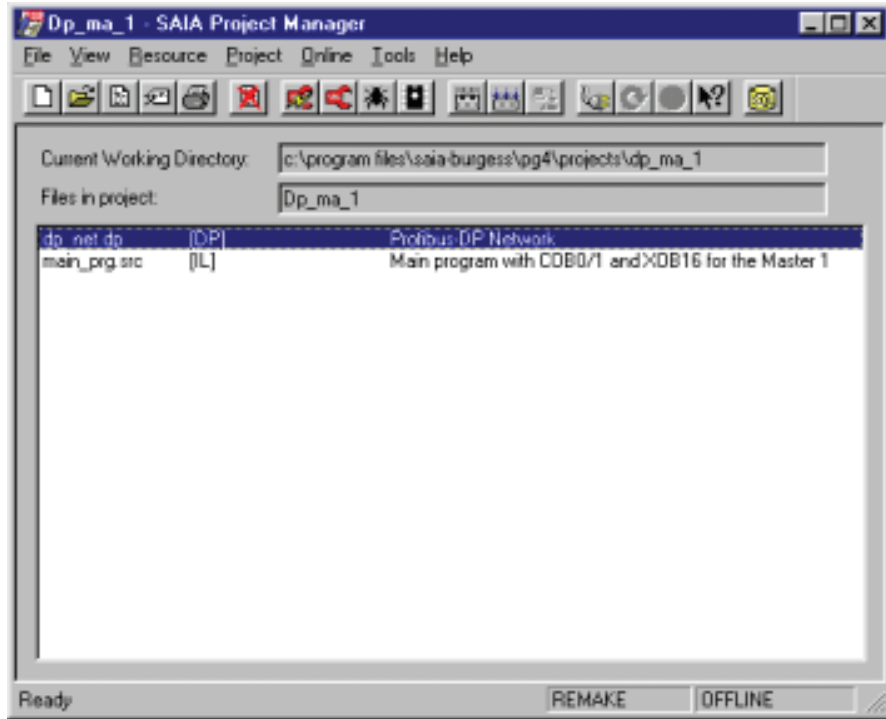 Dp_ma_1 - SAIA Project Manager
File View Resource Project Online Tools Help
Current Working Directory: c:\program files\saia-burgess\pg4\projects\dp_ma_1
Files in project: Dp_ma_1
dp_net.dp [DP] Profibus-DP Network
main_prg.src [IL] Main program with COB0/1 and XOB16 for the Master 1
Ready REMAKE OFFLINE